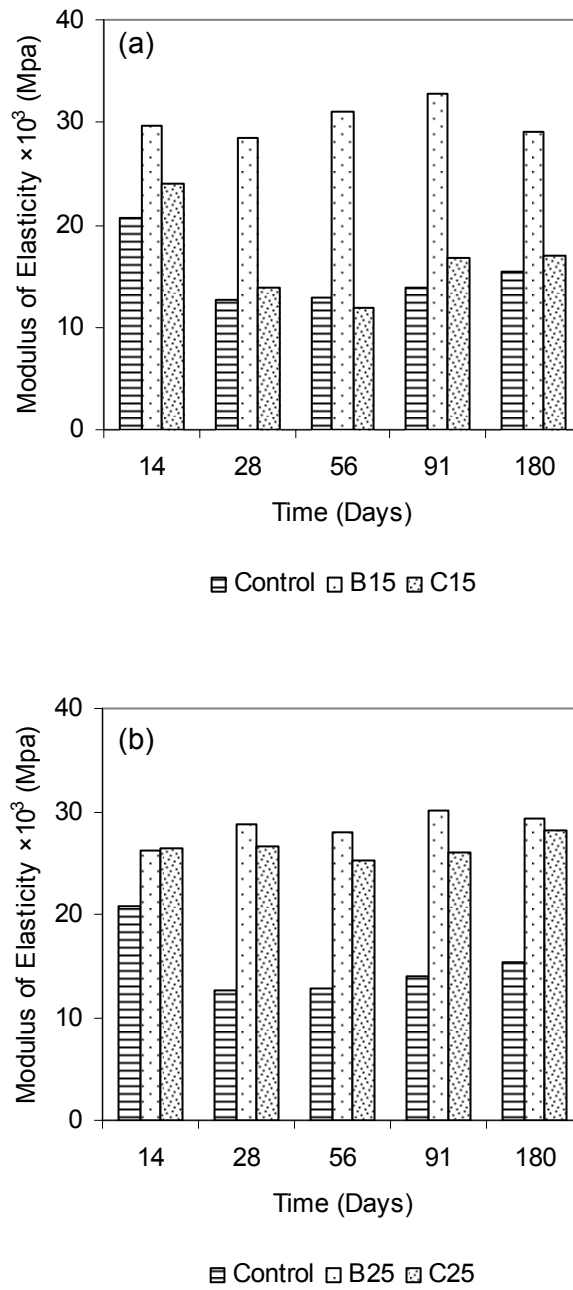 (a)
Modulus of Elasticity ×10³ (Mpa)
40
30
20
10
0
14 28 56 91 180
Time (Days)
Control B15 C15
(b)
Modulus of Elasticity ×10³ (Mpa)
40
30
20
10
0
14 28 56 91 180
Time (Days)
Control B25 C25